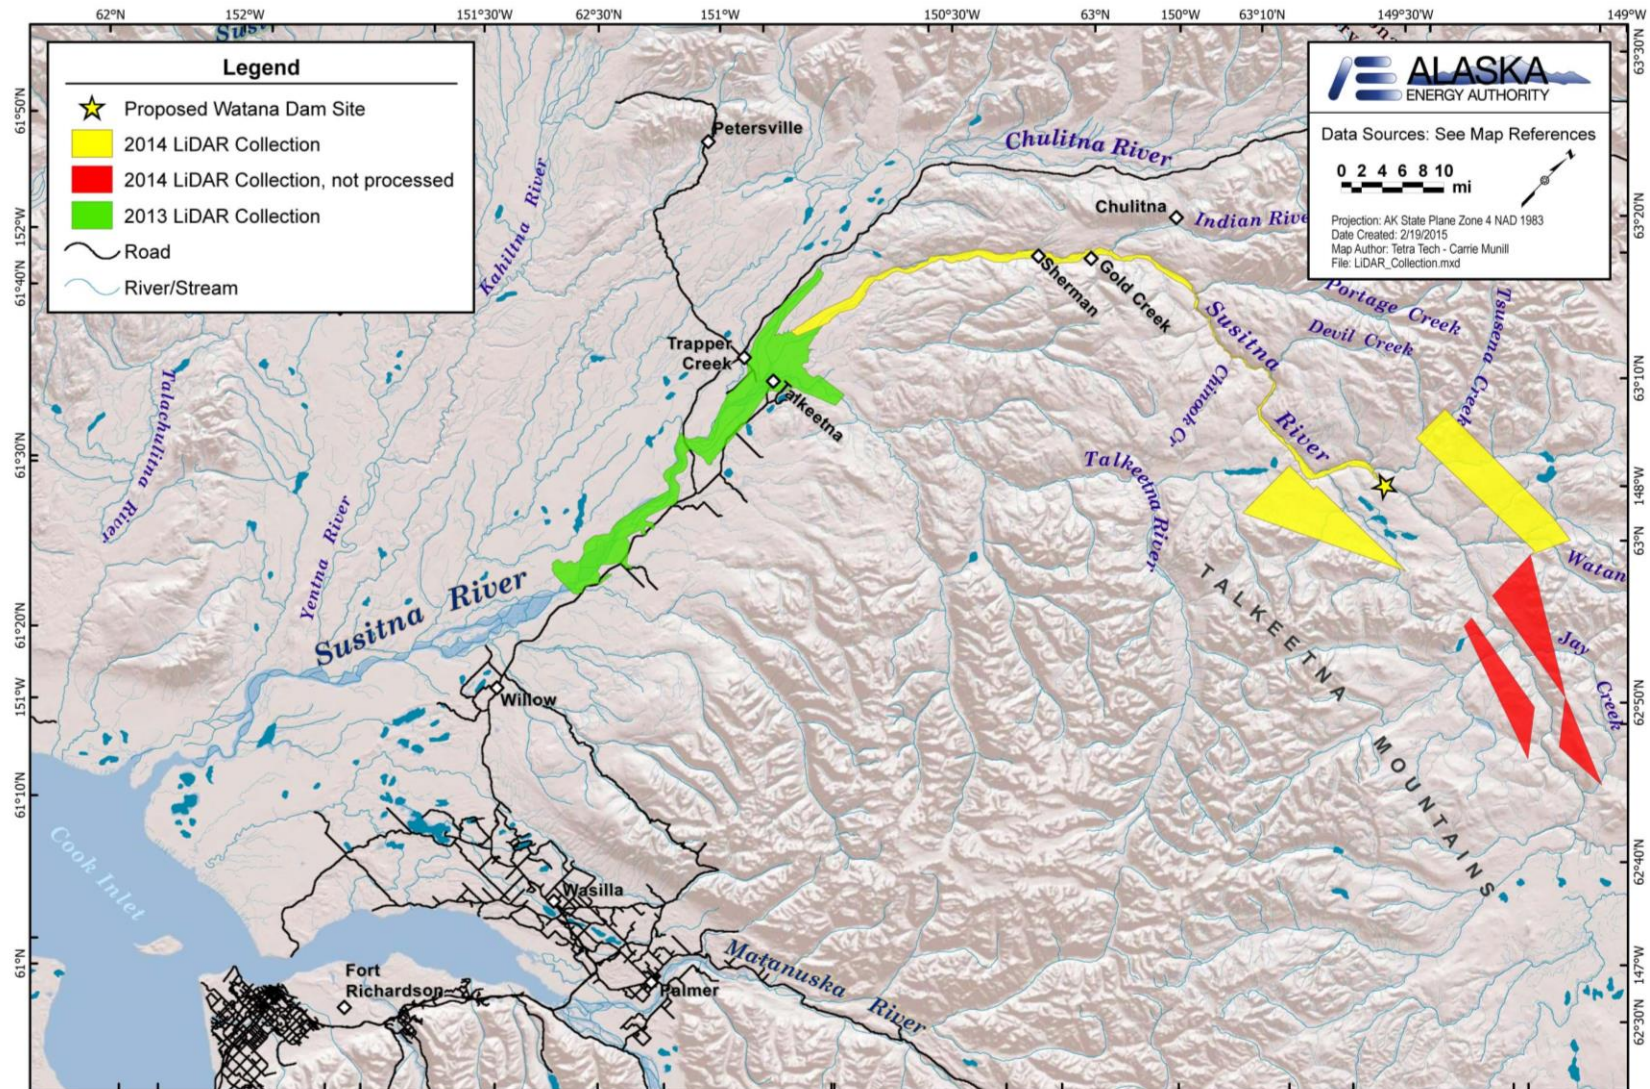 62°N 152°W 151°30'W 62°30'N 151°W 150°30'W 63°N 150°W 63°10'N 149°30'W 149°W
Legend
Proposed Watana Dam Site
2014 LiDAR Collection
2014 LiDAR Collection, not processed
2013 LiDAR Collection
Road
River/Stream
ALASKA
ENERGY AUTHORITY
Data Sources: See Map References
0 2 4 6 8 10
mi
N
Projection: AK State Plane Zone 4 NAD 1983
Date Created: 2/19/2015
Map Author: Tetra Tech - Carrie Munill
File: LiDAR_Collection.mxd
61°50'N
152°W
61°40'N
61°30'N
61°20'N
151°W
61°10'N
61°N
63°30'N
63°20'N
63°10'N
148°W
63°N
62°50'N
62°40'N
147°W
62°30'N
Petersville
Chulitna River
Chulitna
Indian Rive
Kahiltna River
Sherman
Gold Creek
Portage Creek
Devil Creek
Tsusena Creek
Susitna
River
Chinook Cr
Trapper
Creek
Talkeetna
Talachulitna
River
Yentna River
Talkeetna River
Watan
Susitna River
TALKEETNA
MOUNTAINS
Jay
Creek
Willow
Cook Inlet
Wasilla
Fort
Richardson
Palmer
Matanuska River